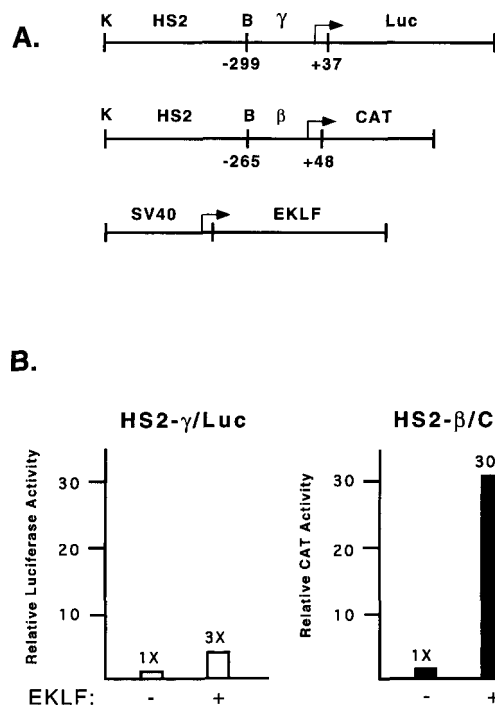 A.
K HS2 B γ Luc
-299 +37
K HS2 B β CAT
-265 +48
SV40 EKLF
B.
HS2-γ/Luc
Relative Luciferase Activity
30
20
10
1X
3X
EKLF: - +
HS2-β/C
Relative CAT Activity
30
20
10
1X
30
- +